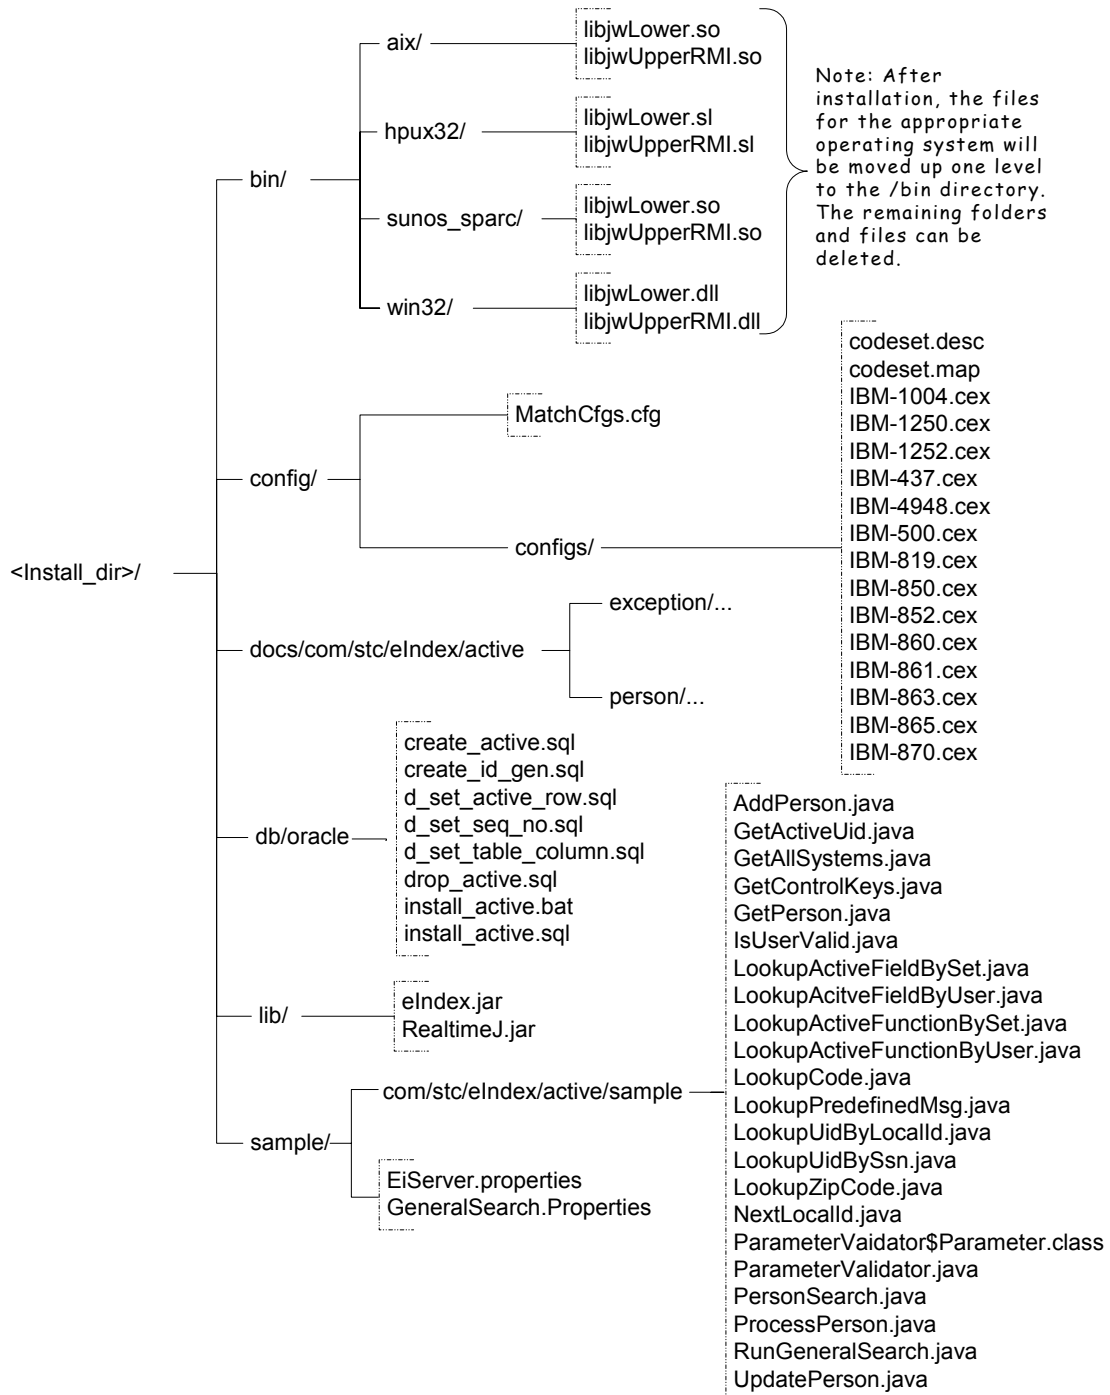 <Install_dir>/
bin/
aix/
libjwLower.so
libjwUpperRMI.so
hpux32/
libjwLower.sl
libjwUpperRMI.sl
sunos_sparc/
libjwLower.so
libjwUpperRMI.so
win32/
libjwLower.dll
libjwUpperRMI.dll
Note: After
installation, the files
for the appropriate
operating system will
be moved up one level
to the /bin directory.
The remaining folders
and files can be
deleted.
config/
MatchCfgs.cfg
configs/
codeset.desc
codeset.map
IBM-1004.cex
IBM-1250.cex
IBM-1252.cex
IBM-437.cex
IBM-4948.cex
IBM-500.cex
IBM-819.cex
IBM-850.cex
IBM-852.cex
IBM-860.cex
IBM-861.cex
IBM-863.cex
IBM-865.cex
IBM-870.cex
docs/com/stc/eIndex/active
exception/...
person/...
db/oracle
create_active.sql
create_id_gen.sql
d_set_active_row.sql
d_set_seq_no.sql
d_set_table_column.sql
drop_active.sql
install_active.bat
install_active.sql
lib/
eIndex.jar
RealtimeJ.jar
sample/
com/stc/eIndex/active/sample
AddPerson.java
GetActiveUid.java
GetAllSystems.java
GetControlKeys.java
GetPerson.java
IsUserValid.java
LookupActiveFieldBySet.java
LookupAcitveFieldByUser.java
LookupActiveFunctionBySet.java
LookupActiveFunctionByUser.java
LookupCode.java
LookupPredefinedMsg.java
LookupUidByLocalId.java
LookupUidBySsn.java
LookupZipCode.java
NextLocalId.java
ParameterVaidator$Parameter.class
ParameterValidator.java
PersonSearch.java
ProcessPerson.java
RunGeneralSearch.java
UpdatePerson.java
EiServer.properties
GeneralSearch.Properties